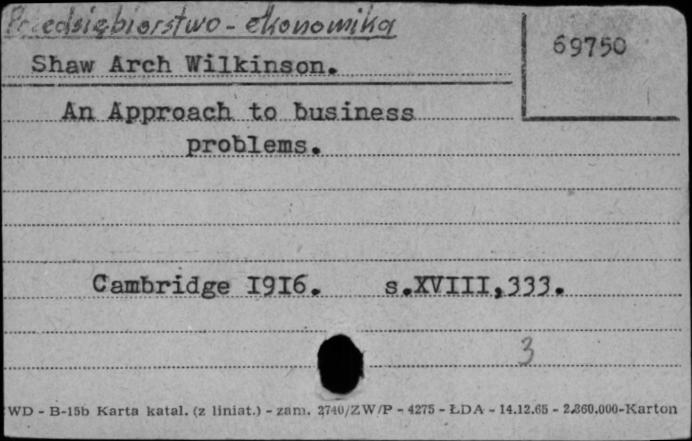 Przedsiębiorstwo - ekonomika
69750
Shaw Arch Wilkinson.
An Approach to business
problems.
Cambridge 1916. s.XVIII,333.
3
WD - B-15b Karta katal. (z liniat.) - zam. 2740/ZW/P - 4275 - ŁDA - 14.12.65 - 2.360.000-Karton